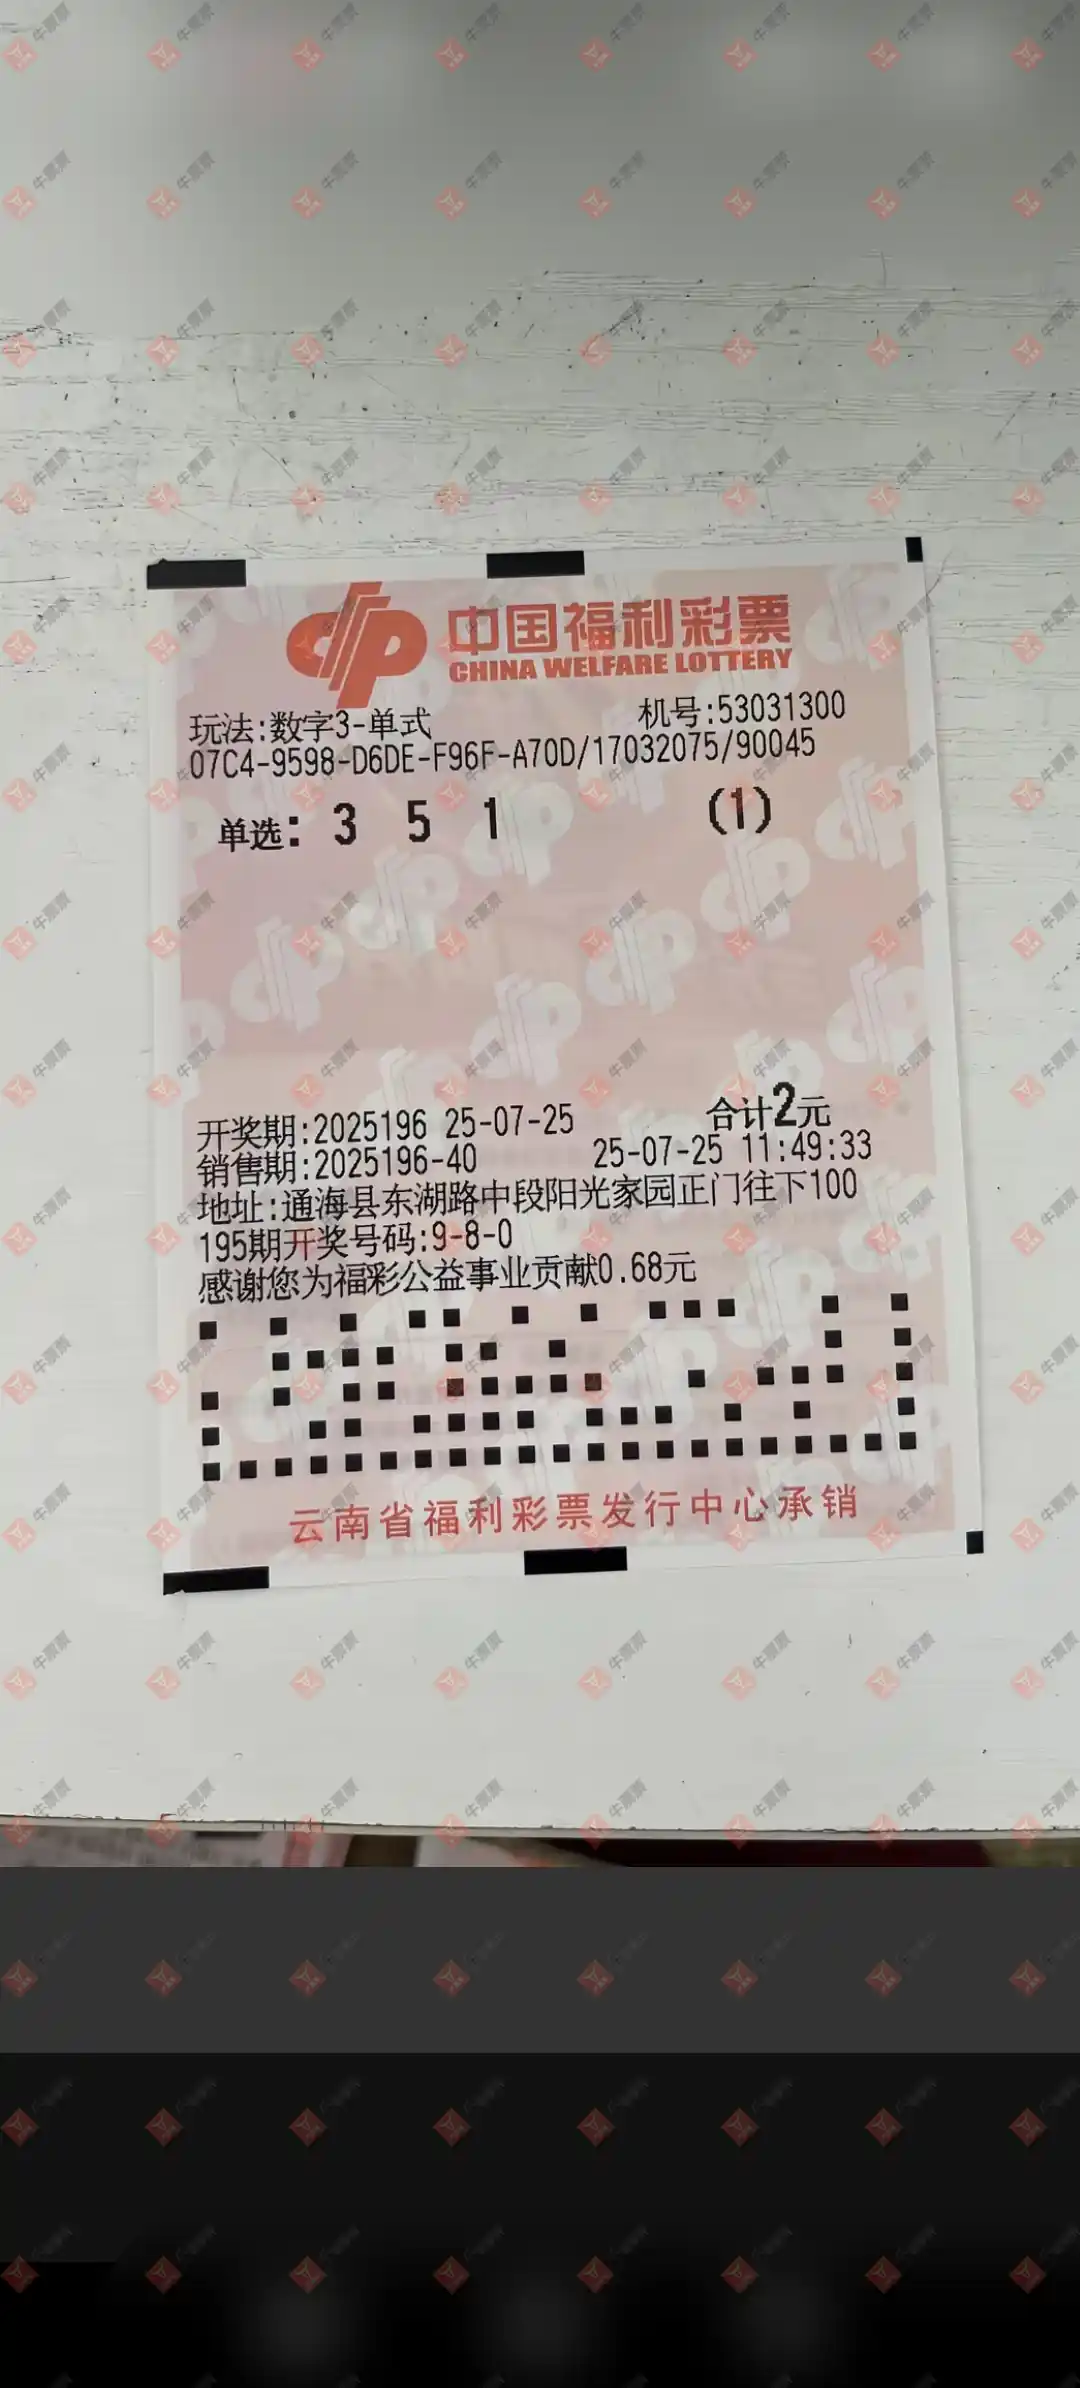 中国福利彩票
CHINA WELFARE LOTTERY
玩法:数字3-单式 机号:53031300
07C4-9598-D6DE-F96F-A70D/17032075/90045
单选: 3 5 1 (1)
开奖期:2025196 25-07-25 合计2元
销售期:2025196-40 25-07-25 11:49:33
地址:通海县东湖路中段阳光家园正门往下100
195期开奖号码:9-8-0
感谢您为福彩公益事业贡献0.68元
云南省福利彩票发行中心承销
牛票票